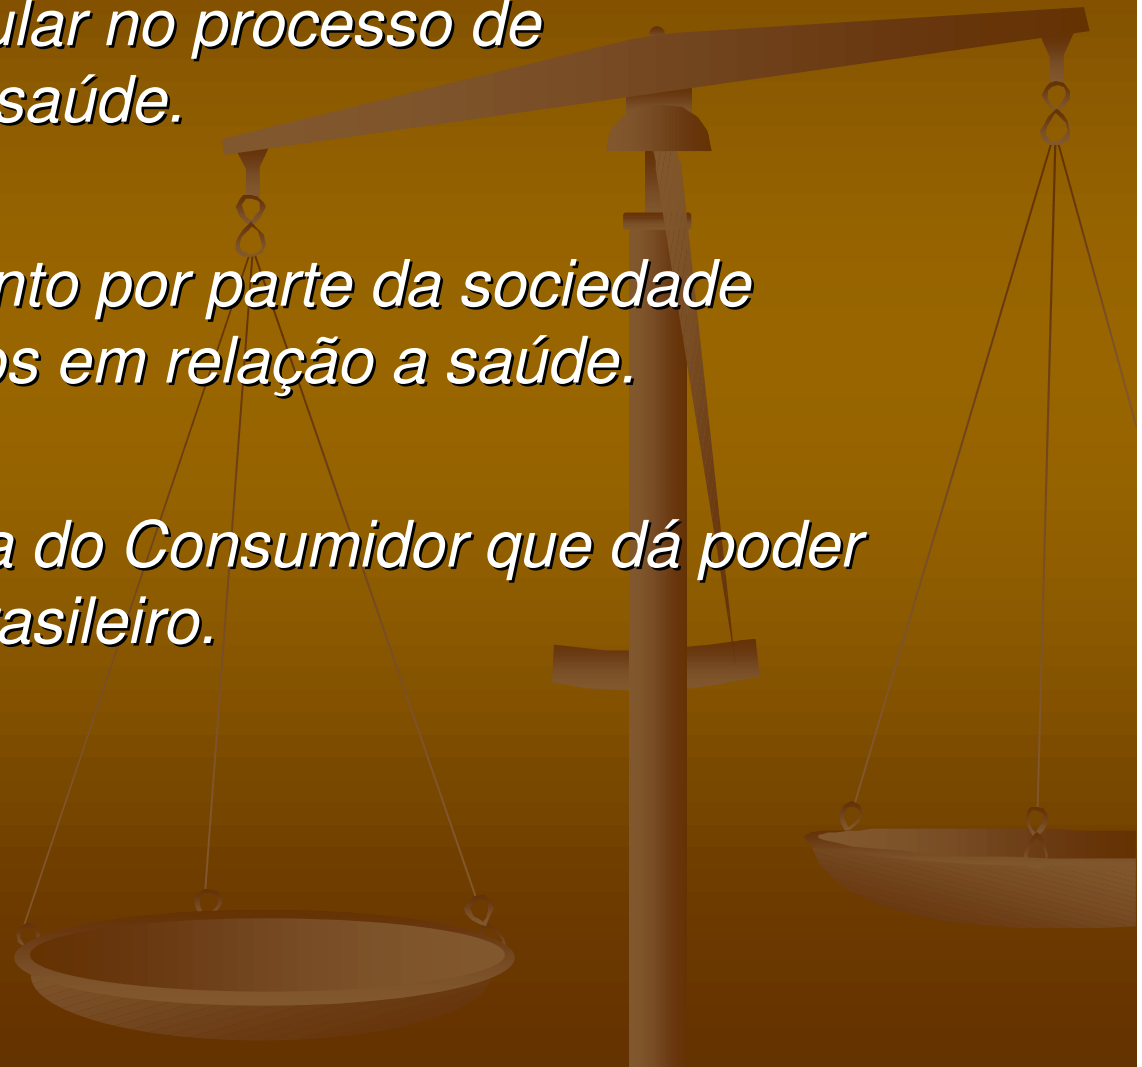 ular no processo de
saúde.
nto por parte da sociedade
os em relação a saúde.
a do Consumidor que dá poder
rasileiro.